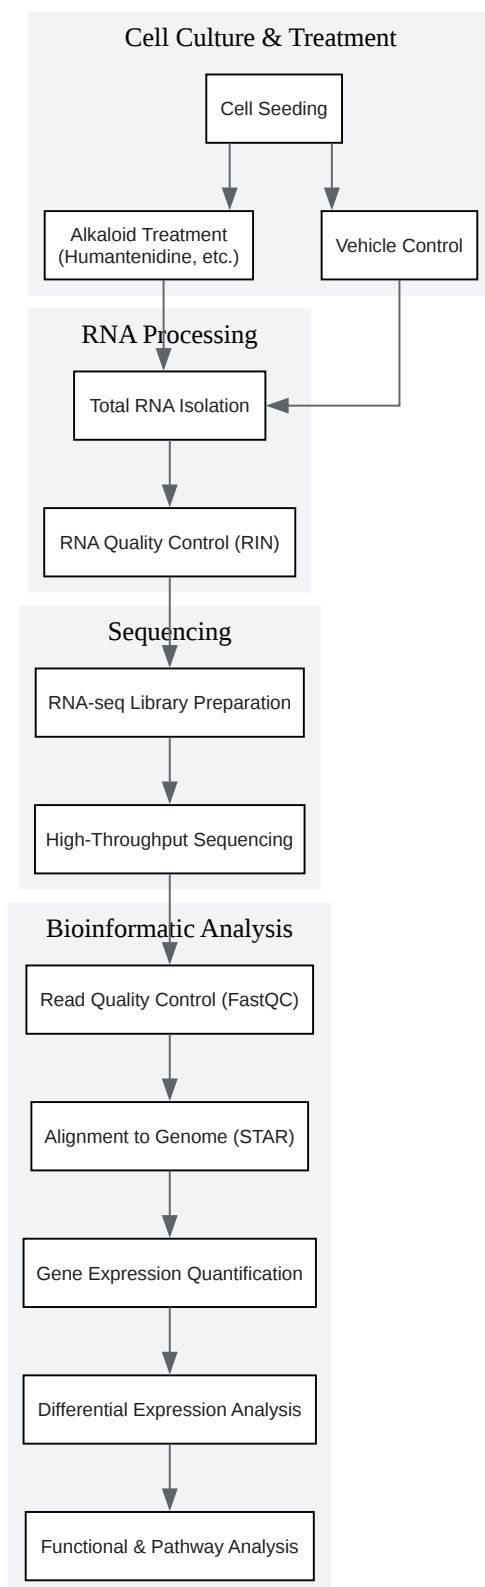 Cell Culture & Treatment
Cell Seeding
Alkaloid Treatment
(Humantenidine, etc.)
Vehicle Control
RNA Processing
Total RNA Isolation
RNA Quality Control (RIN)
Sequencing
RNA-seq Library Preparation
High-Throughput Sequencing
Bioinformatic Analysis
Read Quality Control (FastQC)
Alignment to Genome (STAR)
Gene Expression Quantification
Differential Expression Analysis
Functional & Pathway Analysis